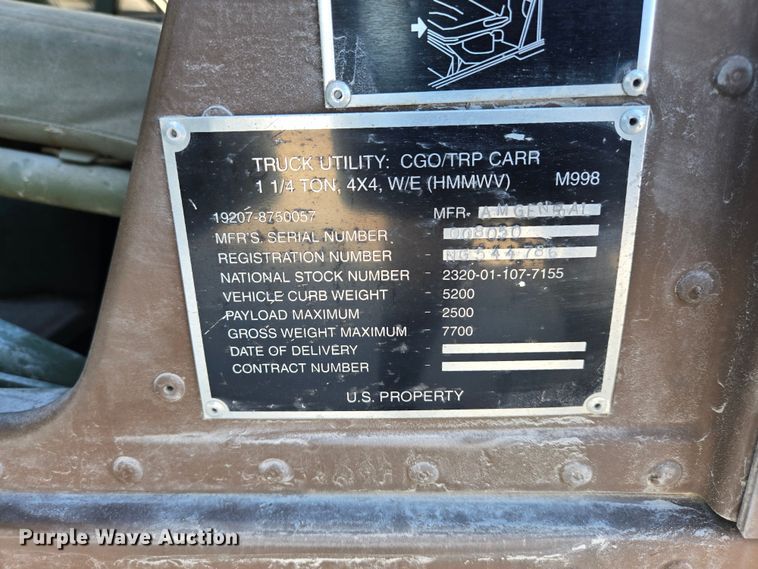 TRUCK UTILITY: CGO/TRP CARR
1 1/4 TON, 4X4, W/E (HMMWV) M998
19207-8750057 MFR- AM GENERAL
MFR'S. SERIAL NUMBER - 008020
REGISTRATION NUMBER - NG544786
NATIONAL STOCK NUMBER - 2320-01-107-7155
VEHICLE CURB WEIGHT - 5200
PAYLOAD MAXIMUM - 2500
GROSS WEIGHT MAXIMUM - 7700
DATE OF DELIVERY -
CONTRACT NUMBER -
U.S. PROPERTY
Purple Wave Auction